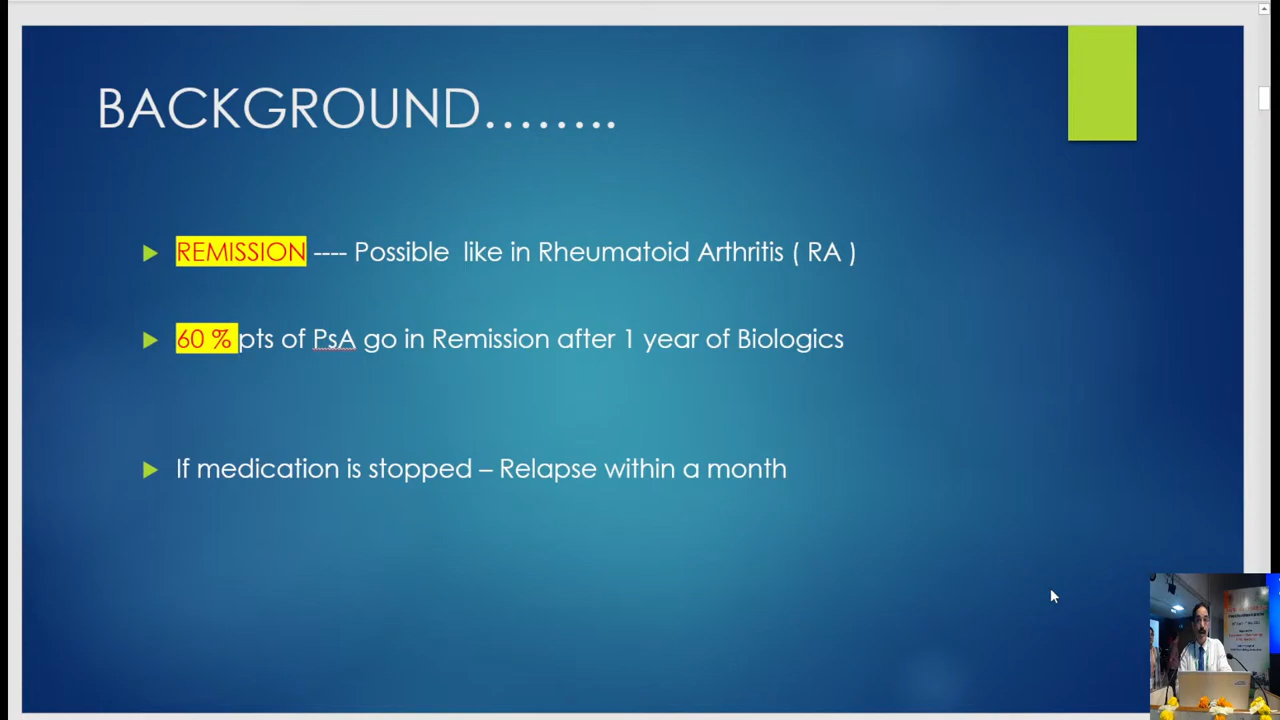 BACKGROUND........
REMISSION ---- Possible like in Rheumatoid Arthritis ( RA )
60 % pts of PsA go in Remission after 1 year of Biologics
If medication is stopped – Relapse within a month